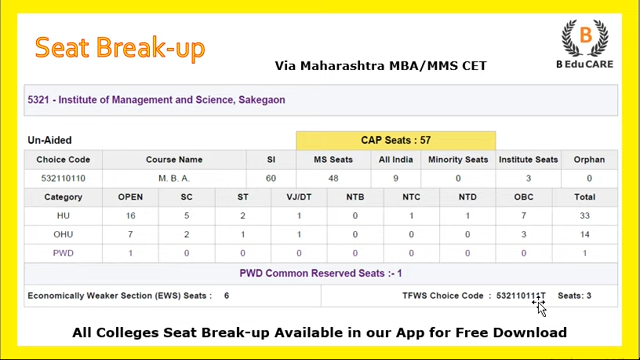 Seat Break-up
B
B EduCARE
Via Maharashtra MBA/MMS CET
5321 - Institute of Management and Science, Sakegaon
Un-Aided CAP Seats : 57
Choice Code Course Name SI MS Seats All India Minority Seats Institute Seats Orphan
532110110 M. B. A. 60 48 9 0 3 0
Category OPEN SC ST VJ/DT NTB NTC NTD OBC Total
HU 16 5 2 1 0 1 1 7 33
OHU 7 2 1 1 0 0 0 3 14
PWD 1 0 0 0 0 0 0 0 1
PWD Common Reserved Seats :- 1
Economically Weaker Section (EWS) Seats : 6 TFWS Choice Code : Seats: 3
All Colleges Seat Break-up Available in our App for Free Download